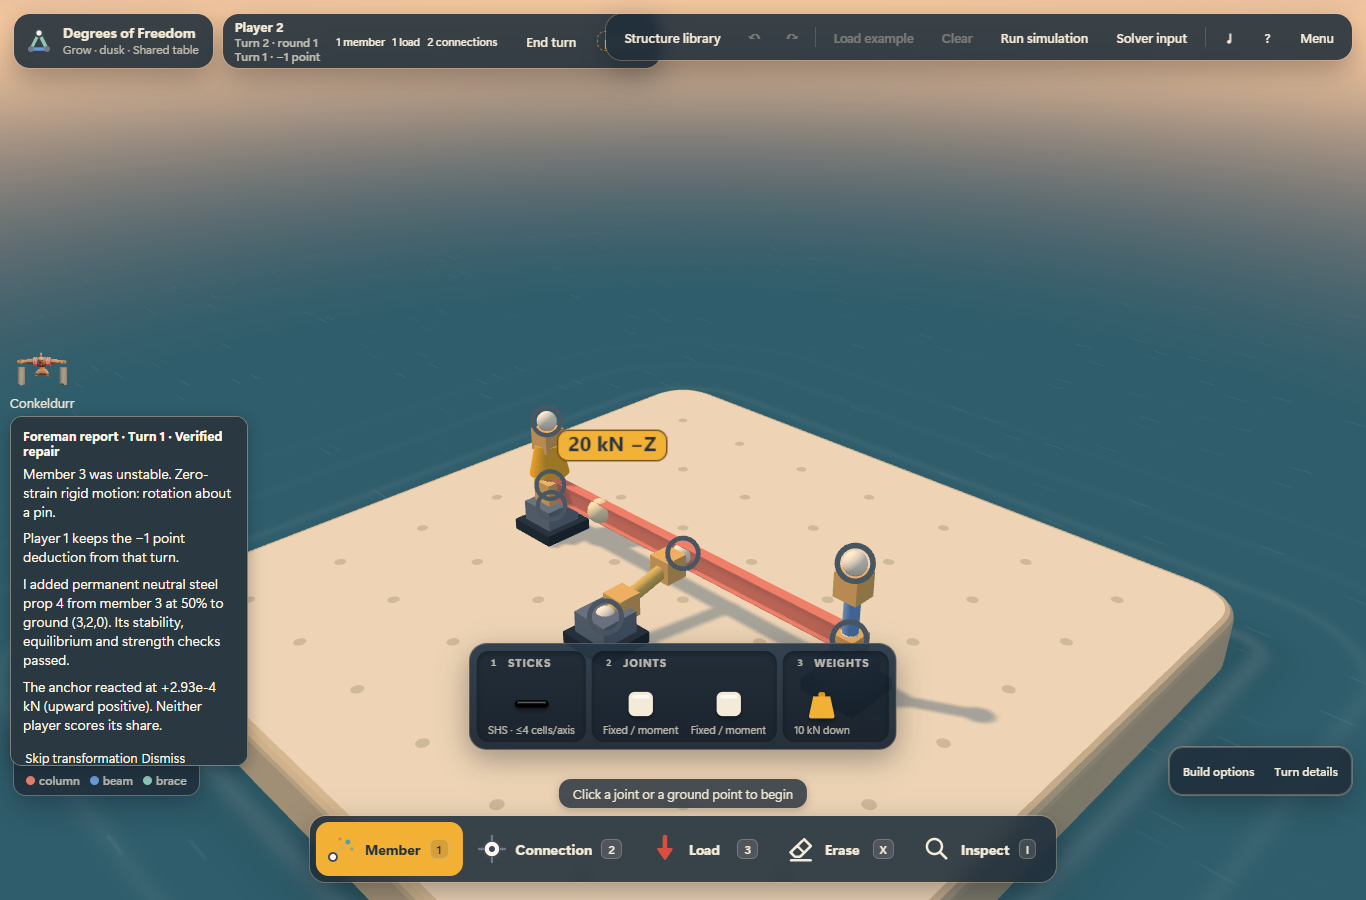 Degrees of Freedom
Grow · dusk · Shared table
Player 2
Turn 2 · round 1
Turn 1 · −1 point
1 member 1 load 2 connections
End turn
Structure library
Load example
Clear
Run simulation
Solver input
?
Menu
Conkeldurr
Foreman report · Turn 1 · Verified
repair
Member 3 was unstable. Zero-
strain rigid motion: rotation about
a pin.
Player 1 keeps the −1 point
deduction from that turn.
I added permanent neutral steel
prop 4 from member 3 at 50% to
ground (3,2,0). Its stability,
equilibrium and strength checks
passed.
The anchor reacted at +2.93e-4
kN (upward positive). Neither
player scores its share.
Skip transformation Dismiss
column beam brace
20 kN −Z
1 STICKS
SHS · ≤4 cells/axis
2 JOINTS
Fixed / moment
Fixed / moment
3 WEIGHTS
10 kN down
Build options
Turn details
Click a joint or a ground point to begin
Member 1
Connection 2
Load 3
Erase X
Inspect I